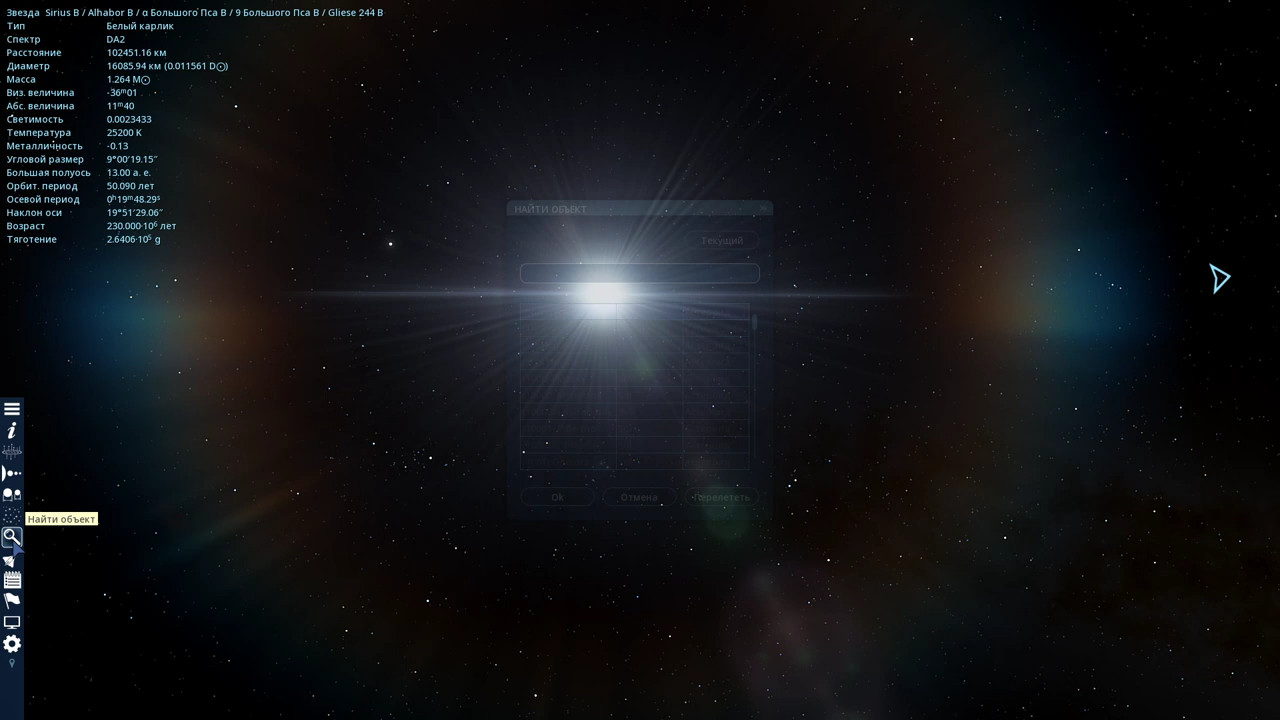 Звезда Sirius B / Alhabor B / α Большого Пса B / 9 Большого Пса B / Gliese 244 B
Тип Белый карлик
Спектр DA2
Расстояние 102451.16 км
Диаметр 16085.94 км (0.011561 D☉)
Масса 1.264 M☉
Виз. величина -36ᵐ01
Абс. величина 11ᵐ40
Светимость 0.0023433
Температура 25200 K
Металличность -0.13
Угловой размер 9°00′19.15″
Большая полуось 13.00 а. е.
Орбит. период 50.090 лет
Осевой период 0ʰ19ᵐ48.29ˢ
Наклон оси 19°51′29.06″
Возраст 230.000·10⁶ лет
Тяготение 2.6406·10⁵ g
НАЙТИ ОБЪЕКТ
Текущий
Ok Отмена Перелететь
Найти объект